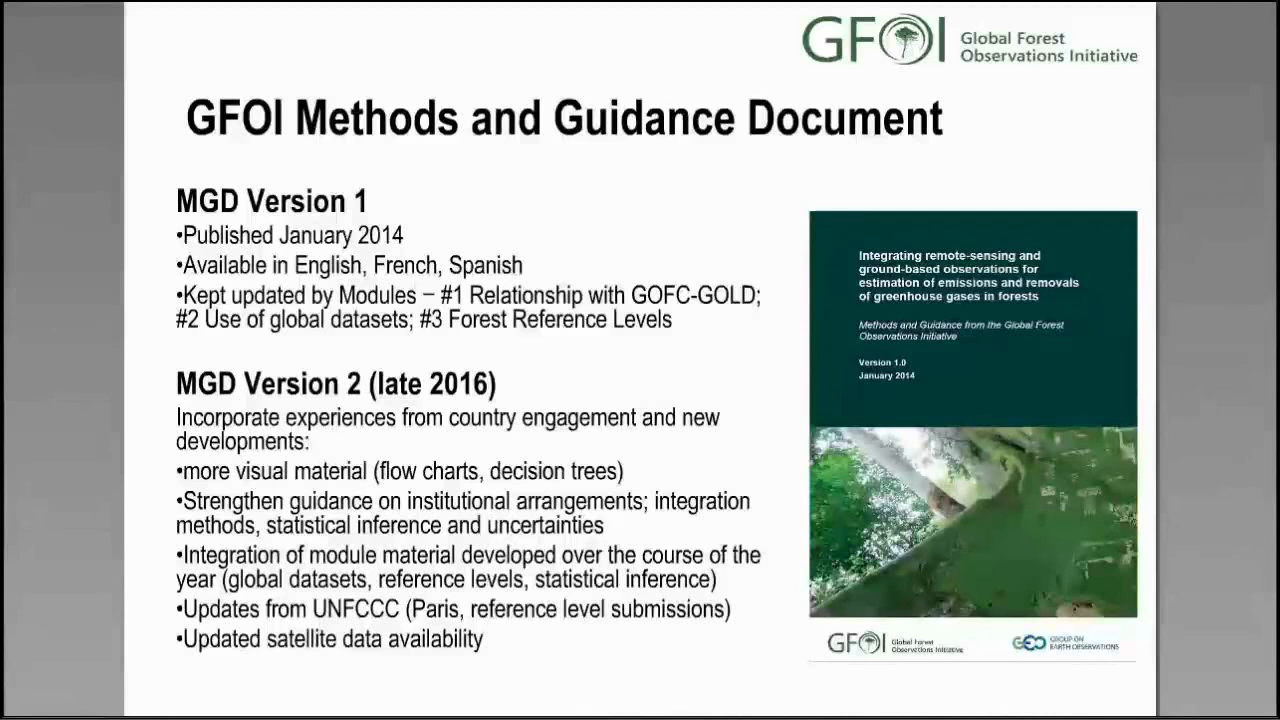 GFOI Global Forest
Observations Initiative
GFOI Methods and Guidance Document
MGD Version 1
•Published January 2014
•Available in English, French, Spanish
•Kept updated by Modules – #1 Relationship with GOFC-GOLD;
#2 Use of global datasets; #3 Forest Reference Levels
MGD Version 2 (late 2016)
Incorporate experiences from country engagement and new
developments:
•more visual material (flow charts, decision trees)
•Strengthen guidance on institutional arrangements; integration
methods, statistical inference and uncertainties
•Integration of module material developed over the course of the
year (global datasets, reference levels, statistical inference)
•Updates from UNFCCC (Paris, reference level submissions)
•Updated satellite data availability
Integrating remote-sensing and
ground-based observations for
estimation of emissions and removals
of greenhouse gases in forests
Methods and Guidance from the Global Forest
Observations Initiative
Version 1.0
January 2014
GFOI Global Forest
Observations Initiative
GEO GROUP ON
EARTH OBSERVATIONS